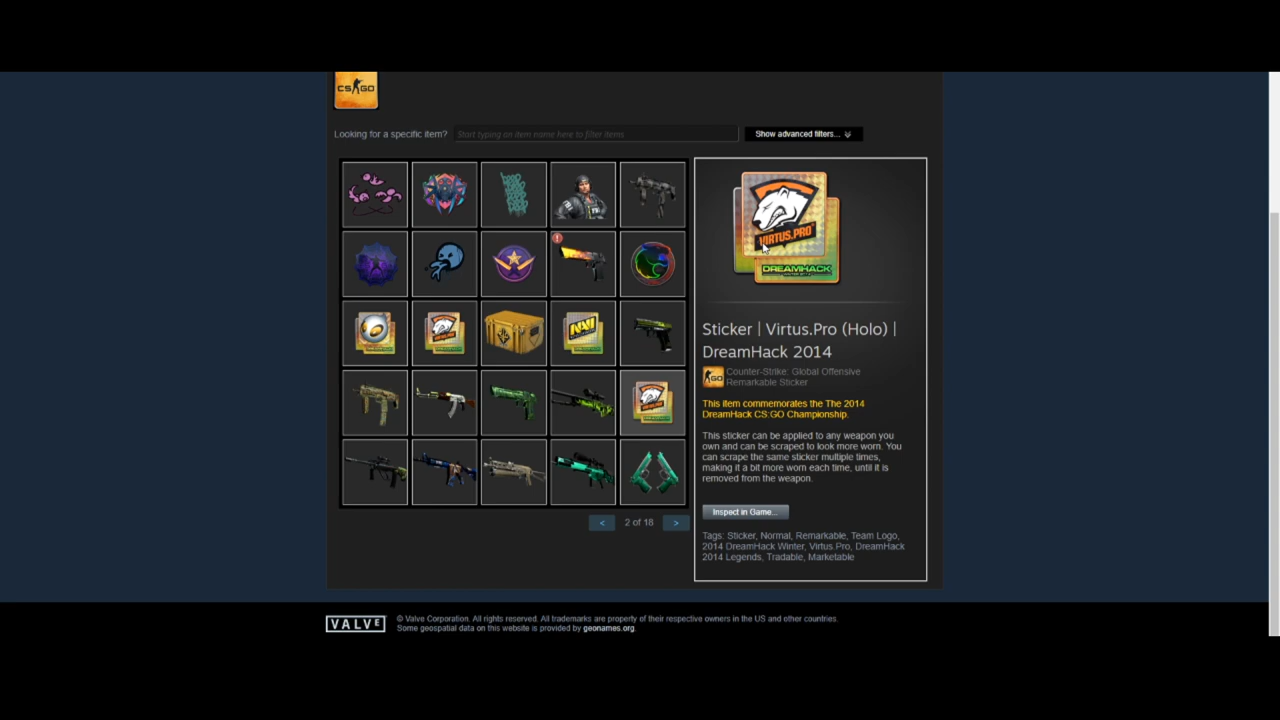 CS GO
Looking for a specific item?
Start typing an item name here to filter items
Show advanced filters...
VIRTUS.PRO
DREAMHACK
Sticker | Virtus.Pro (Holo) |
DreamHack 2014
GO
Counter-Strike: Global Offensive
Remarkable Sticker
This item commemorates the The 2014
DreamHack CS:GO Championship.
This sticker can be applied to any weapon you
own and can be scraped to look more worn. You
can scrape the same sticker multiple times,
making it a bit more worn each time, until it is
removed from the weapon.
Inspect in Game...
Tags: Sticker, Normal, Remarkable, Team Logo,
2014 DreamHack Winter, Virtus.Pro, DreamHack
2014 Legends, Tradable, Marketable
!
NAVI
< 2 of 18 >
VALVE
© Valve Corporation. All rights reserved. All trademarks are property of their respective owners in the US and other countries.
Some geospatial data on this website is provided by geonames.org.